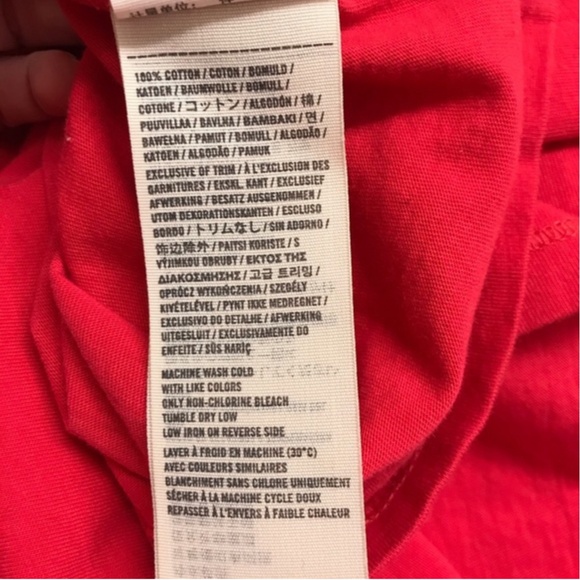 100% COTTON / COTON / BOMULD /
KATOEN / BAUMWOLLE / BOMULL /
COTONE / コットン / ALGODÓN / 棉 /
PUUVILLAA / BAVLNA / ΒΑΜΒΑΚΙ / 면 /
BAWEŁNA / PAMUT / BOMULL / ALGODÃO /
KATOEN / ALGODÃO / PAMUK
EXCLUSIVE OF TRIM / À L'EXCLUSION DES
GARNITURES / EKSKL. KANT / EXCLUSIEF
AFWERKING / BESATZ AUSGENOMMEN /
UTOM DEKORATIONSKANTEN / ESCLUSO
BORDO / トリムなし / SIN ADORNO /
饰边除外 / PAITSI KORISTE / S
VÝJIMKOU OBRUBY / ΕΚΤΟΣ ΤΗΣ
ΔΙΑΚΟΣΜΗΣΗΣ / 고급 트리밍 /
OPRÓCZ WYKOŃCZENIA / SZEGÉLY
KIVÉTELÉVEL / PYNT IKKE MEDREGNET /
EXCLUSIVO DO DETALHE / AFWERKING
UITGESLUIT / EXCLUSIVAMENTE DO
ENFEITE / SÜS HARİÇ
MACHINE WASH COLD
WITH LIKE COLORS
ONLY NON-CHLORINE BLEACH
TUMBLE DRY LOW
LOW IRON ON REVERSE SIDE
LAVER À FROID EN MACHINE (30°C)
AVEC COULEURS SIMILAIRES
BLANCHIMENT SANS CHLORE UNIQUEMENT
SÉCHER À LA MACHINE CYCLE DOUX
REPASSER À L'ENVERS À FAIBLE CHALEUR